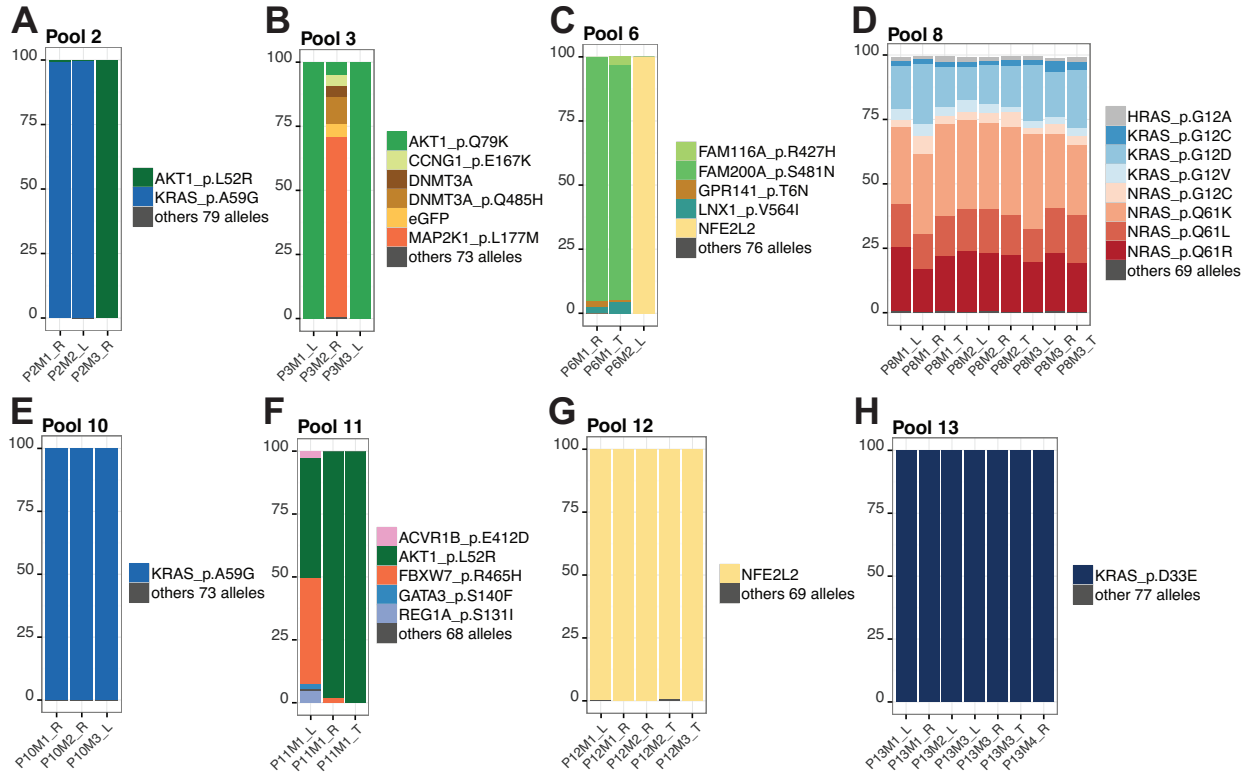 A
Pool 2
100
75
50
25
0
P2M1_R
P2M2_L
P2M3_R
AKT1_p.L52R
KRAS_p.A59G
others 79 alleles
B
Pool 3
100
75
50
25
0
P3M1_L
P3M2_R
P3M3_L
AKT1_p.Q79K
CCNG1_p.E167K
DNMT3A
DNMT3A_p.Q485H
eGFP
MAP2K1_p.L177M
others 73 alleles
C
Pool 6
100
75
50
25
0
P6M1_R
P6M1_T
P6M2_L
FAM116A_p.R427H
FAM200A_p.S481N
GPR141_p.T6N
LNX1_p.V564I
NFE2L2
others 76 alleles
D
Pool 8
100
75
50
25
0
P8M1_L
P8M1_R
P8M1_T
P8M2_L
P8M2_R
P8M2_T
P8M3_L
P8M3_R
P8M3_T
HRAS_p.G12A
KRAS_p.G12C
KRAS_p.G12D
KRAS_p.G12V
NRAS_p.G12C
NRAS_p.Q61K
NRAS_p.Q61L
NRAS_p.Q61R
others 69 alleles
E
Pool 10
100
75
50
25
0
P10M1_R
P10M2_R
P10M3_L
KRAS_p.A59G
others 73 alleles
F
Pool 11
100
75
50
25
0
P11M1_L
P11M1_R
P11M1_T
ACVR1B_p.E412D
AKT1_p.L52R
FBXW7_p.R465H
GATA3_p.S140F
REG1A_p.S131I
others 68 alleles
G
Pool 12
100
75
50
25
0
P12M1_L
P12M1_R
P12M2_R
P12M2_T
P12M3_T
NFE2L2
others 69 alleles
H
Pool 13
100
75
50
25
0
P13M1_L
P13M1_R
P13M2_L
P13M3_L
P13M3_R
P13M3_T
P13M4_R
KRAS_p.D33E
other 77 alleles